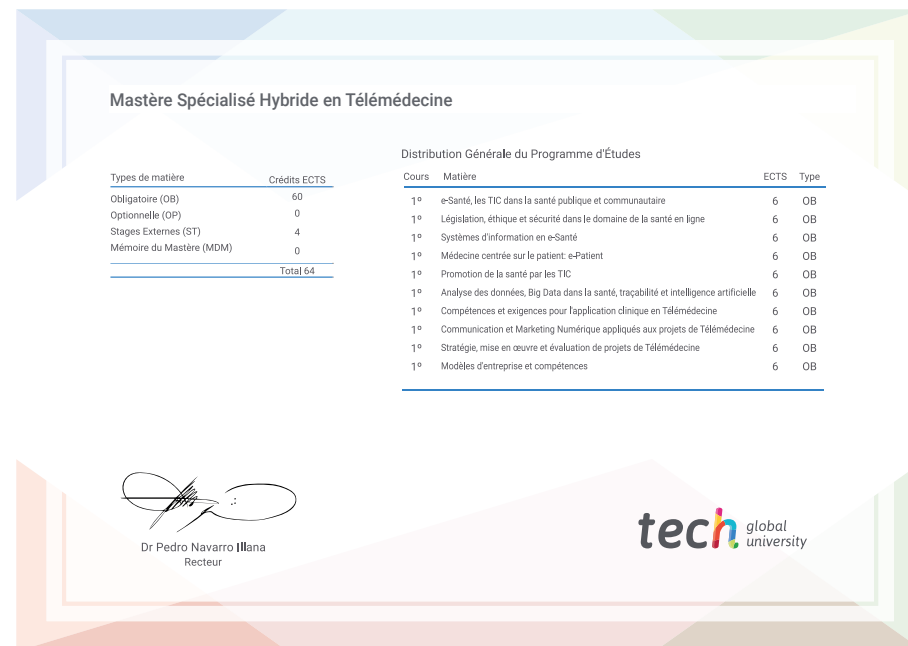 Mastère Spécialisé Hybride en Télémédecine
Types de matière Crédits ECTS
Obligatoire (OB) 60
Optionnelle (OP) 0
Stages Externes (ST) 4
Mémoire du Mastère (MDM) 0
Total 64
Distribution Générale du Programme d'Études
Cours Matière ECTS Type
1º e-Santé, les TIC dans la santé publique et communautaire 6 OB
1º Législation, éthique et sécurité dans le domaine de la santé en ligne 6 OB
1º Systèmes d'information en e-Santé 6 OB
1º Médecine centrée sur le patient: e-Patient 6 OB
1º Promotion de la santé par les TIC 6 OB
1º Analyse des données, Big Data dans la santé, traçabilité et intelligence artificielle 6 OB
1º Compétences et exigences pour l'application clinique en Télémédecine 6 OB
1º Communication et Marketing Numérique appliqués aux projets de Télémédecine 6 OB
1º Stratégie, mise en œuvre et évaluation de projets de Télémédecine 6 OB
1º Modèles d'entreprise et compétences 6 OB
Dr Pedro Navarro Illana
Recteur
tech global
university